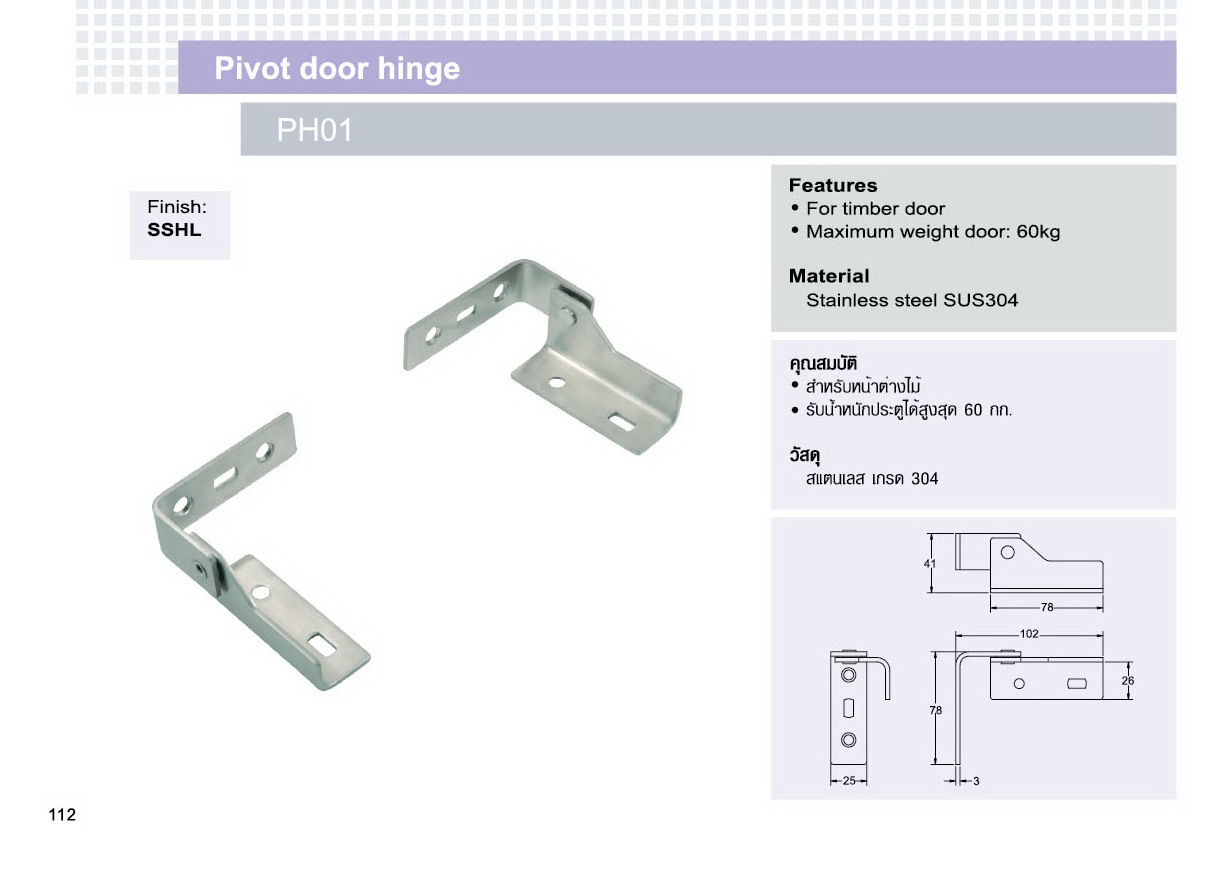 Pivot door hinge
PH01
Finish:
SSHL
Features
• For timber door
• Maximum weight door: 60kg
Material
Stainless steel SUS304
คุณสมบัติ
• สำหรับหน้าต่างไม้
• รับน้ำหนักประตูได้สูงสุด 60 กก.
วัสดุ
สแตนเลส เกรด 304
41
78
102
26
78
25
3
112